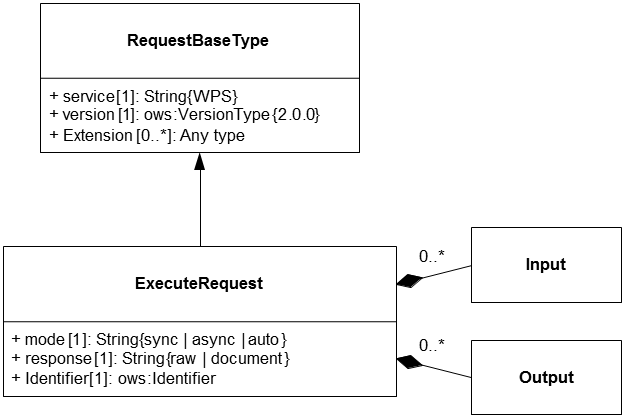 RequestBaseType
+ service[1]: String{WPS}
+ version[1]: ows:VersionType{2.0.0}
+ Extension[0..*]: Any type
ExecuteRequest
+ mode[1]: String{sync | async |auto}
+ response[1]: String{raw | document}
+ Identifier[1]: ows:Identifier
0..*
Input
0..*
Output